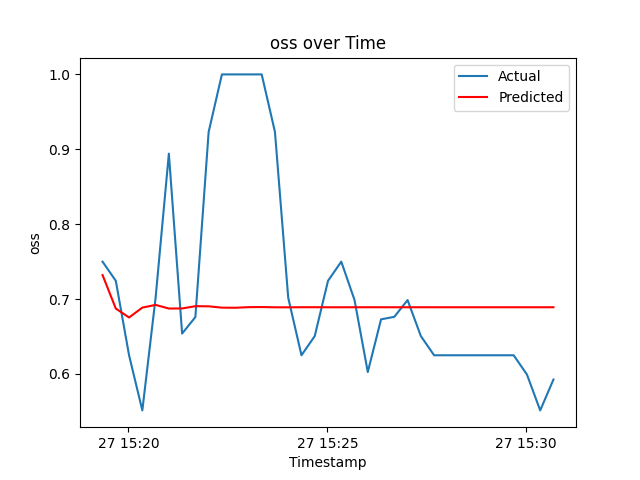 oss over Time
Actual
Predicted
1.0
0.9
0.8
0.7
0.6
oss
27 15:20
27 15:25
27 15:30
Timestamp